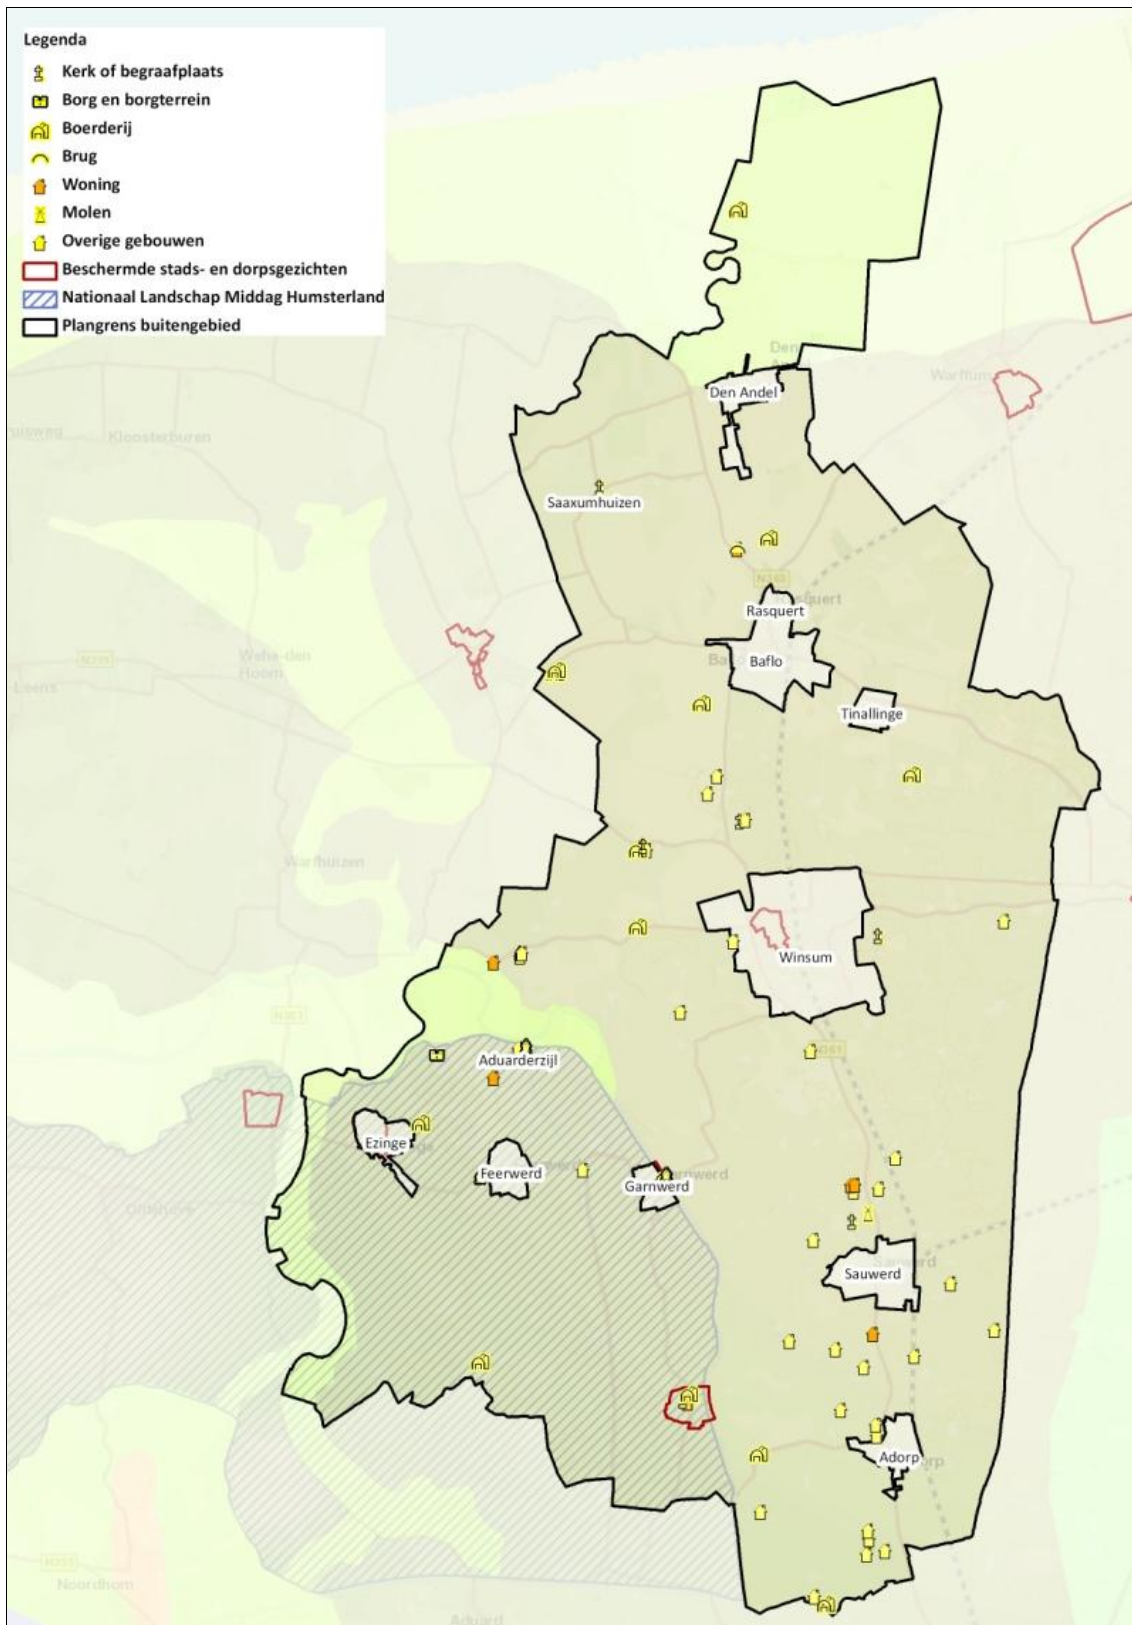 Legenda
Kerk of begraafplaats
Borg en borgterrein
Boerderij
Brug
Woning
Molen
Overige gebouwen
Beschermde stads- en dorpsgezichten
Nationaal Landschap Middag Humsterland
Plangrens buitengebied
Den
Warffum
Den Andel
Kloosterburen
Saaxumhuizen
Rasquert
Wehe-den
Hoorn
Leens
Baflo
Tinallinge
Warfhuizen
Winsum
N361
Aduarderzijl
Ezinge
Feerwerd
Garnwerd
Sauwerd
Adorp
Noordhorn
Aduard